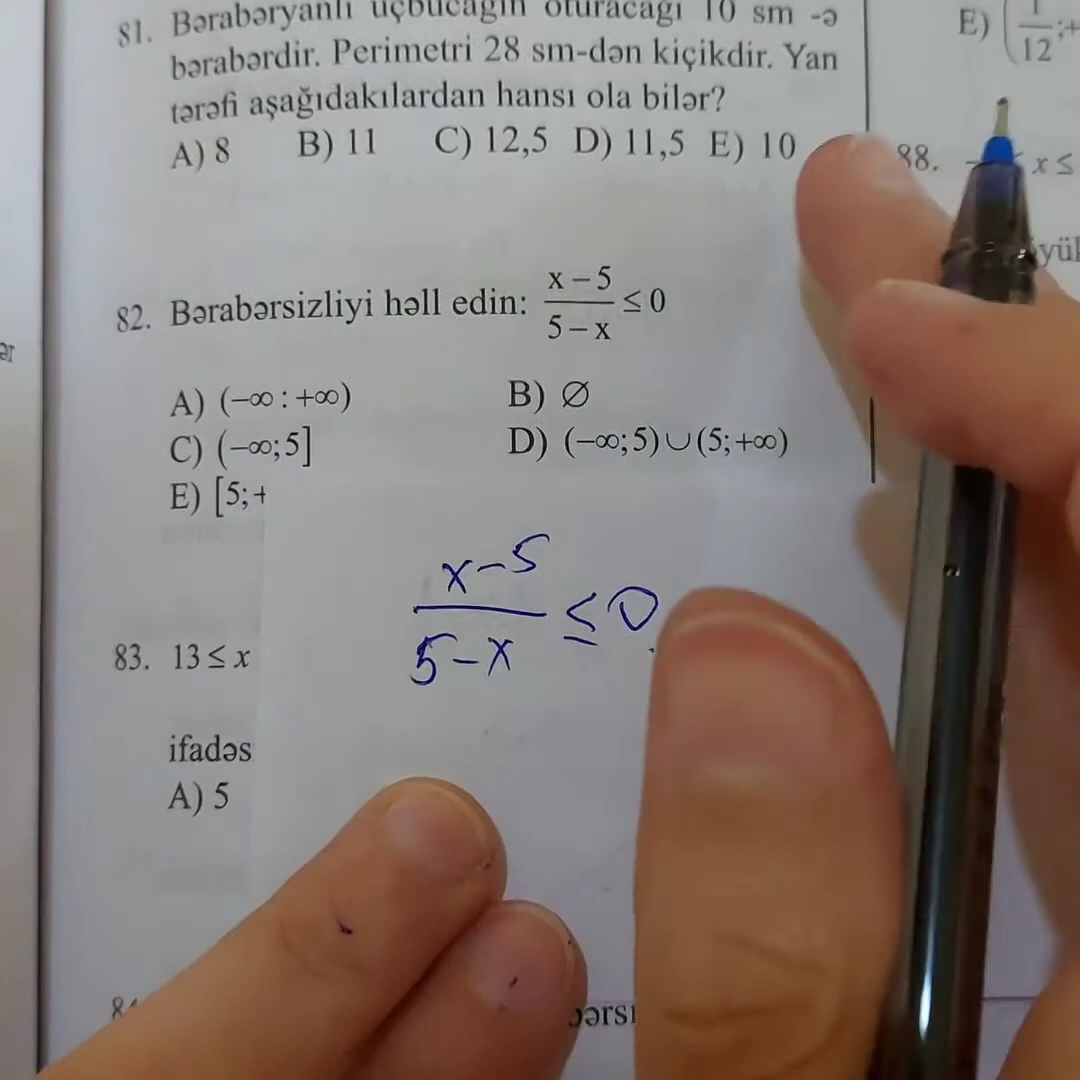 81. Bərabəryanlı üçbucağın oturacağı 10 sm -ə
bərabərdir. Perimetri 28 sm-dən kiçikdir. Yan
tərəfi aşağıdakılardan hansı ola bilər?
A) 8 B) 11 C) 12,5 D) 11,5 E) 10
82. Bərabərsizliyi həll edin: x – 5 / 5 – x ≤ 0
A) (–∞ : +∞) B) ∅
C) (–∞; 5] D) (–∞; 5) ∪ (5; +∞)
E) [5; +
x – 5 / 5 – x ≤ 0
83. 13 ≤ x
ifadəs
A) 5
E) ( 1/12 ; +
88. x ≤